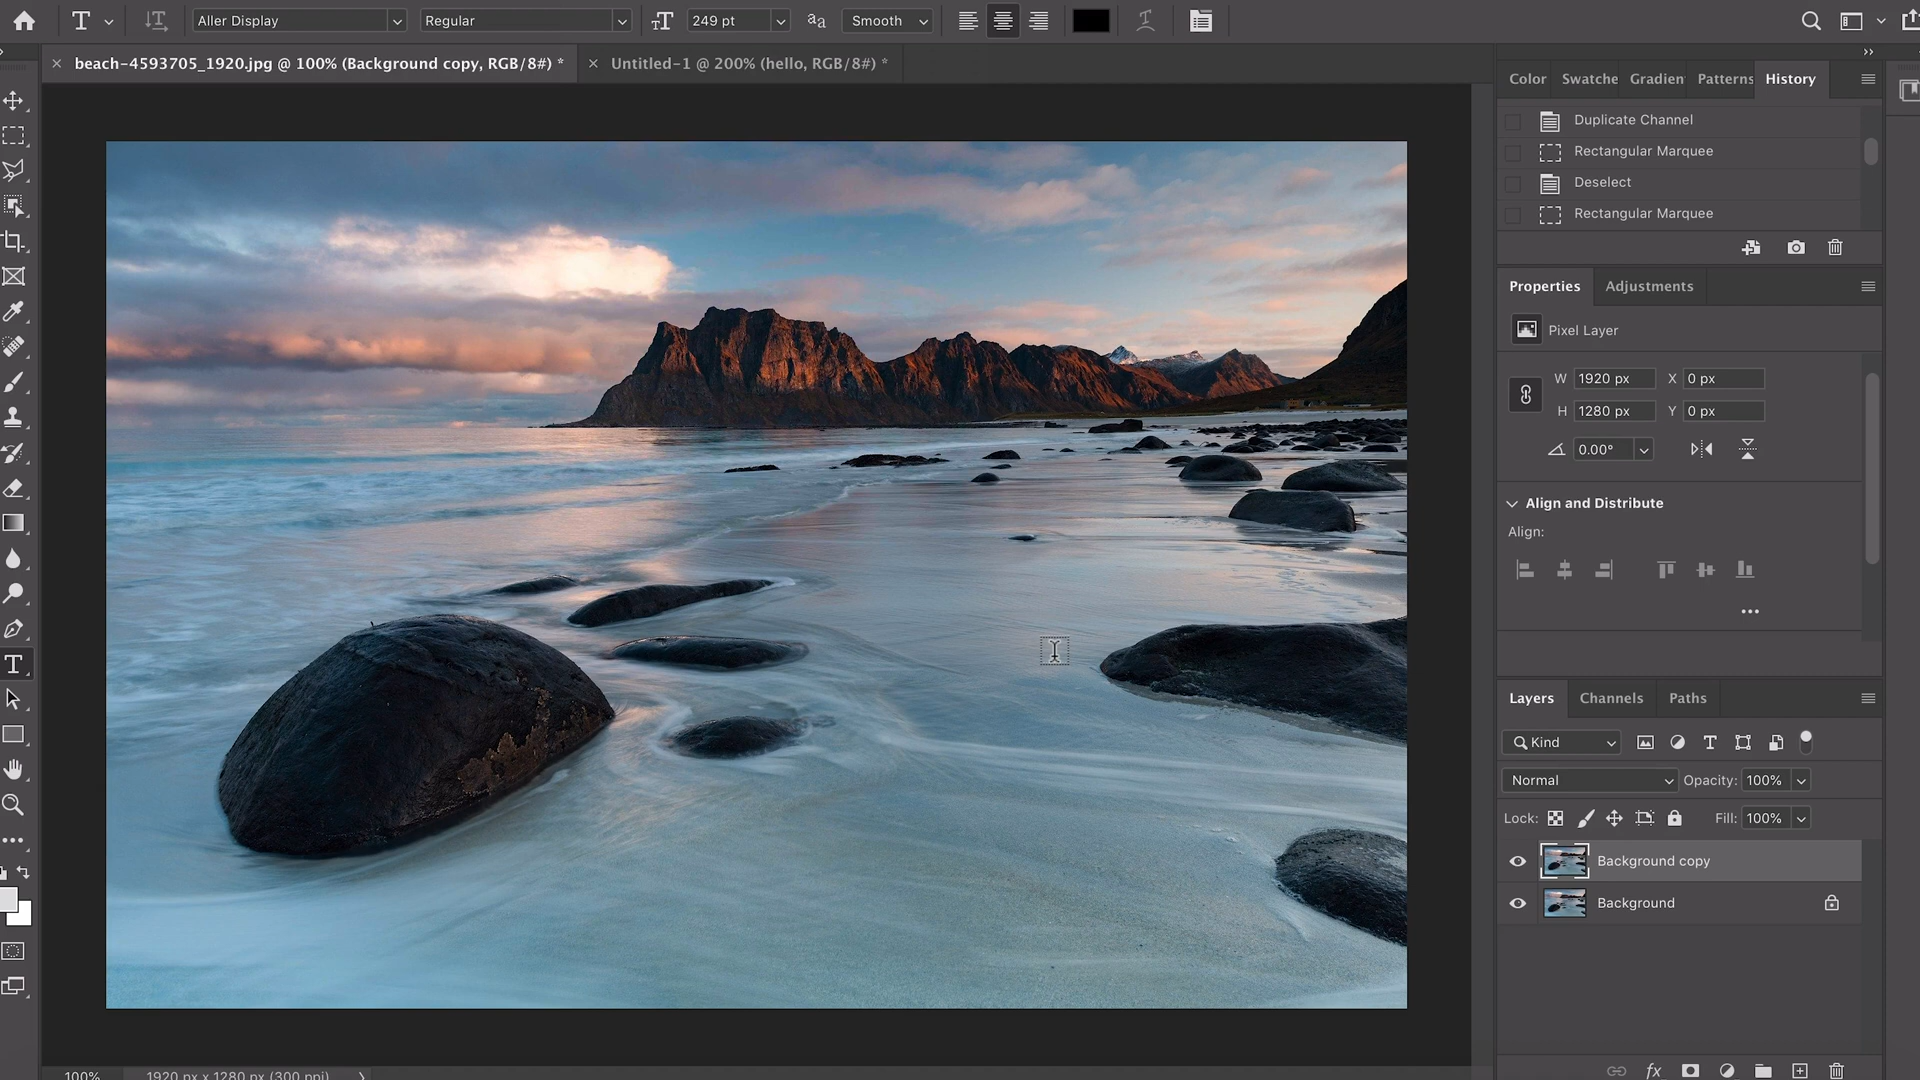 T Aller Display Regular 249 pt Smooth
beach-4593705_1920.jpg @ 100% (Background copy, RGB/8#) *
Untitled-1 @ 200% (hello, RGB/8#) *
Color Swatche Gradien Patterns History
Duplicate Channel
Rectangular Marquee
Deselect
Rectangular Marquee
Properties Adjustments
Pixel Layer
W 1920 px X 0 px
H 1280 px Y 0 px
0.00°
Align and Distribute
Align:
Layers Channels Paths
Kind
Normal Opacity: 100%
Lock: Fill: 100%
Background copy
Background
100% 1920 px x 1280 px (300 ppi)
fx